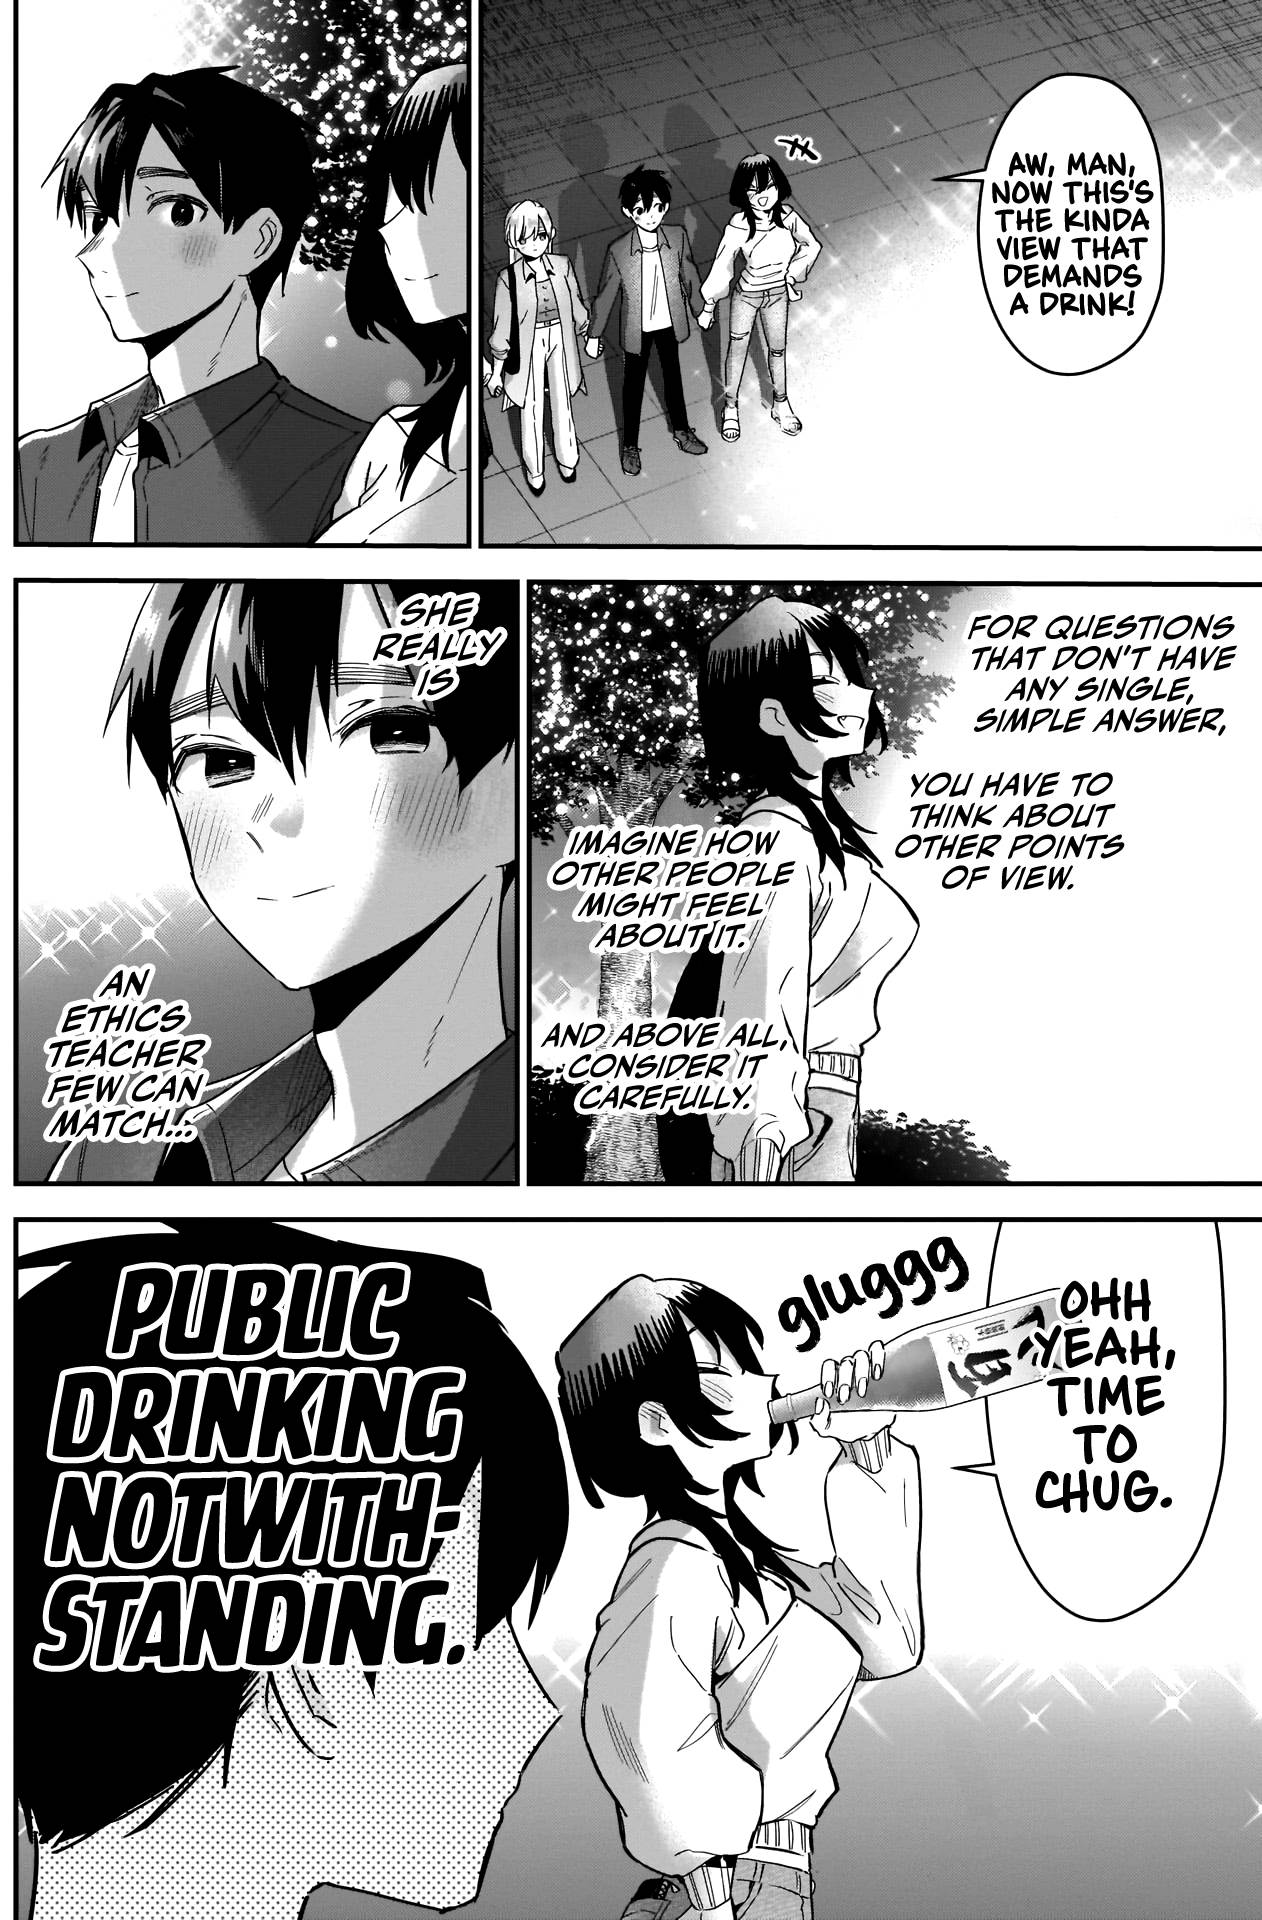 AW, MAN,
NOW THIS'S
THE KINDA
VIEW THAT
DEMANDS
A DRINK!
FOR QUESTIONS
THAT DON'T HAVE
ANY SINGLE,
SIMPLE ANSWER,
YOU HAVE TO
THINK ABOUT
OTHER POINTS
OF VIEW.
IMAGINE HOW
OTHER PEOPLE
MIGHT FEEL
ABOUT IT.
AND ABOVE ALL,
CONSIDER IT
CAREFULLY.
SHE
REALLY
IS
AN
ETHICS
TEACHER
FEW CAN
MATCH...
OHH
YEAH,
TIME
TO
CHUG.
gluggg
PUBLIC
DRINKING
NOTWITH-
STANDING.